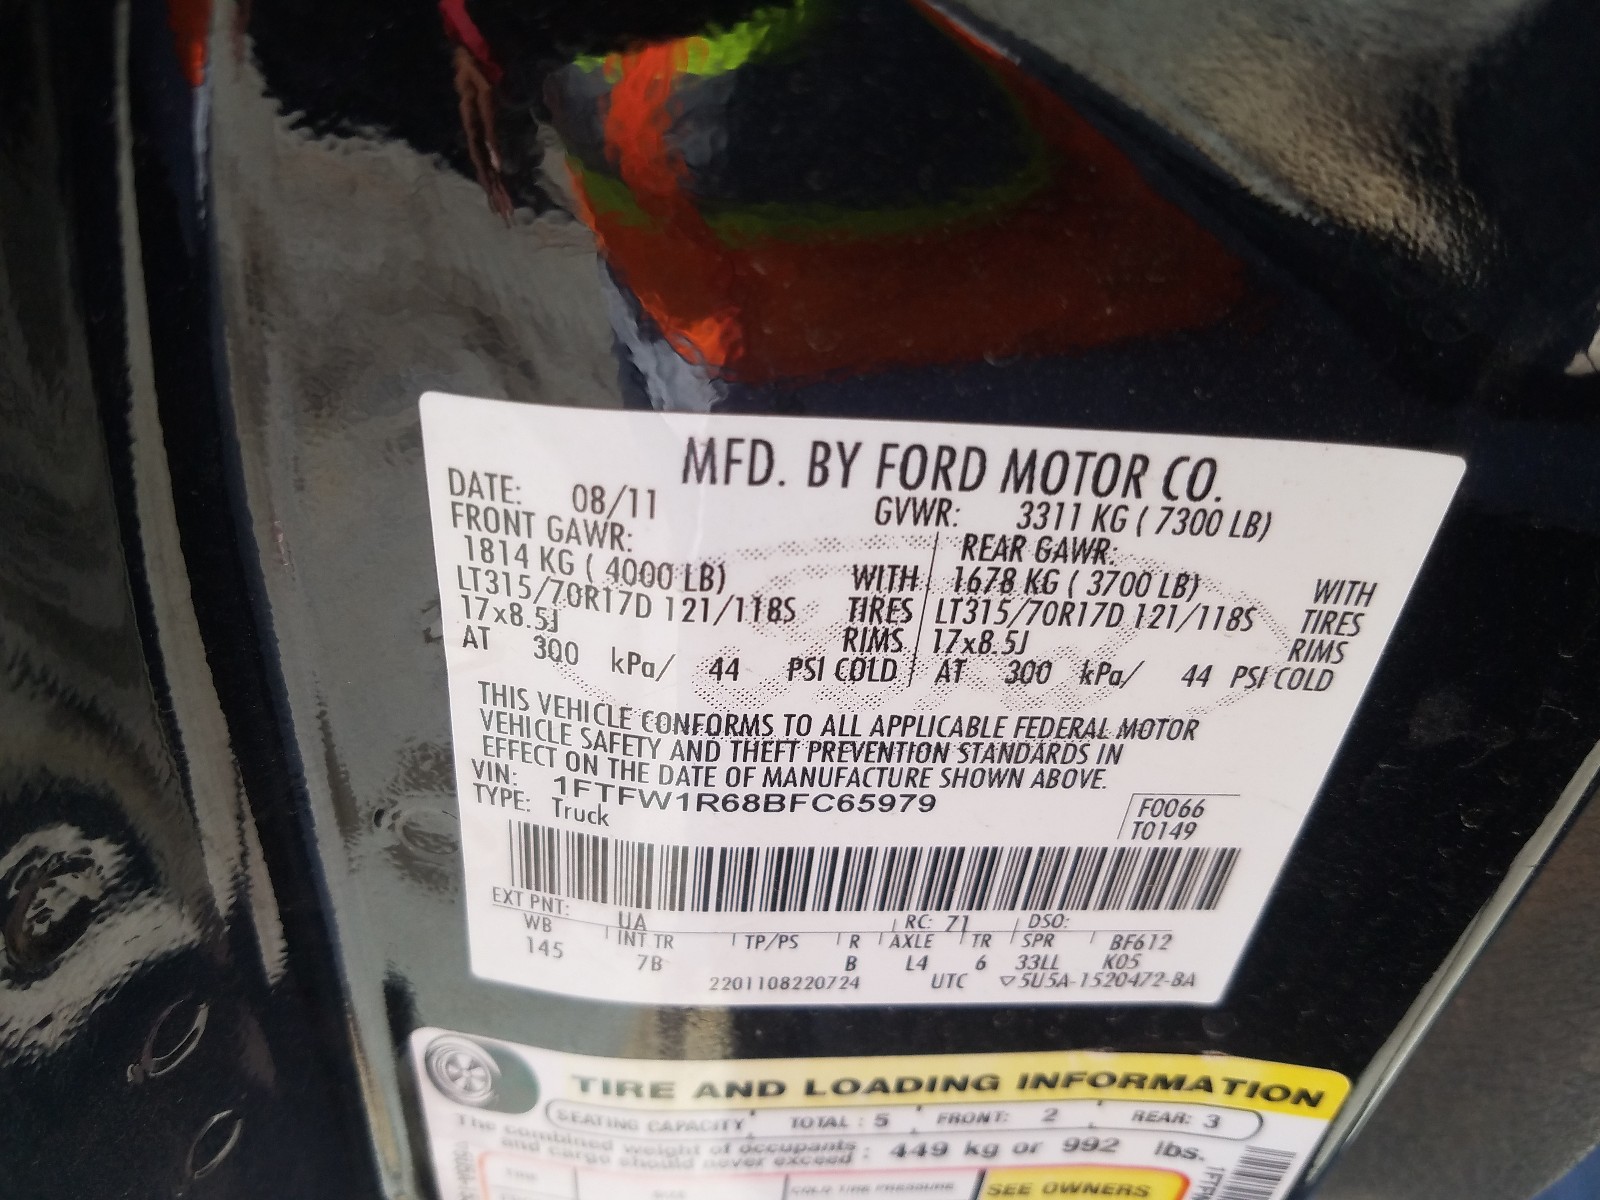 MFD. BY FORD MOTOR CO.
DATE: 08/11 GVWR: 3311 KG ( 7300 LB)
FRONT GAWR: REAR GAWR:
1814 KG ( 4000 LB) WITH 1678 KG ( 3700 LB) WITH
LT315/70R17D 121/118S TIRES LT315/70R17D 121/118S TIRES
17x8.5J RIMS 17x8.5J RIMS
AT 300 kPa/ 44 PSI COLD AT 300 kPa/ 44 PSI COLD
THIS VEHICLE CONFORMS TO ALL APPLICABLE FEDERAL MOTOR
VEHICLE SAFETY AND THEFT PREVENTION STANDARDS IN
EFFECT ON THE DATE OF MANUFACTURE SHOWN ABOVE.
VIN: 1FTFW1R68BFC65979
TYPE: Truck
F0066
T0149
EXT PNT: UA RC: 71 DSO:
WB INT TR TP/PS R AXLE TR SPR BF612
145 7B B L4 6 33LL K05
2201108220724 UTC ▽5U5A-1520472-BA
TIRE AND LOADING INFORMATION
SEATING CAPACITY TOTAL : 5 FRONT: 2 REAR: 3
The combined weight of occupants
and cargo should never exceed : 449 kg or 992 lbs.
TIRE SIZE COLD TIRE PRESSURE SEE OWNERS